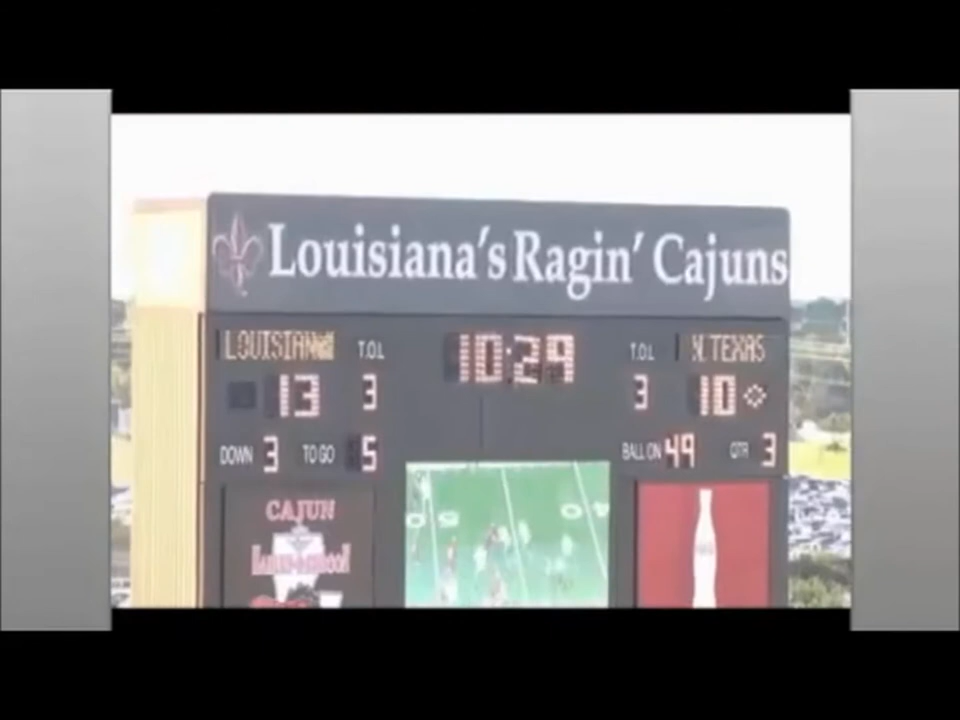 Louisiana's Ragin' Cajuns
LOUISIANA T.O.L 10:29 T.O.L N.TEXAS
13 3 3 10
DOWN 3 TO GO 5 BALL ON 49 QTR 3
CAJUN